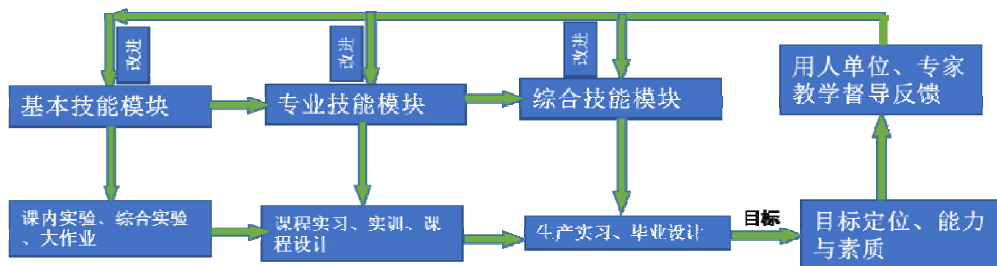 改进
改进
改进
用人单位、专家
教学督导反馈
基本技能模块
专业技能模块
综合技能模块
课内实验、综合实验
、大作业
课程实习、实训、课
程设计
生产实习、毕业设计
目标
目标定位、能力
与素质